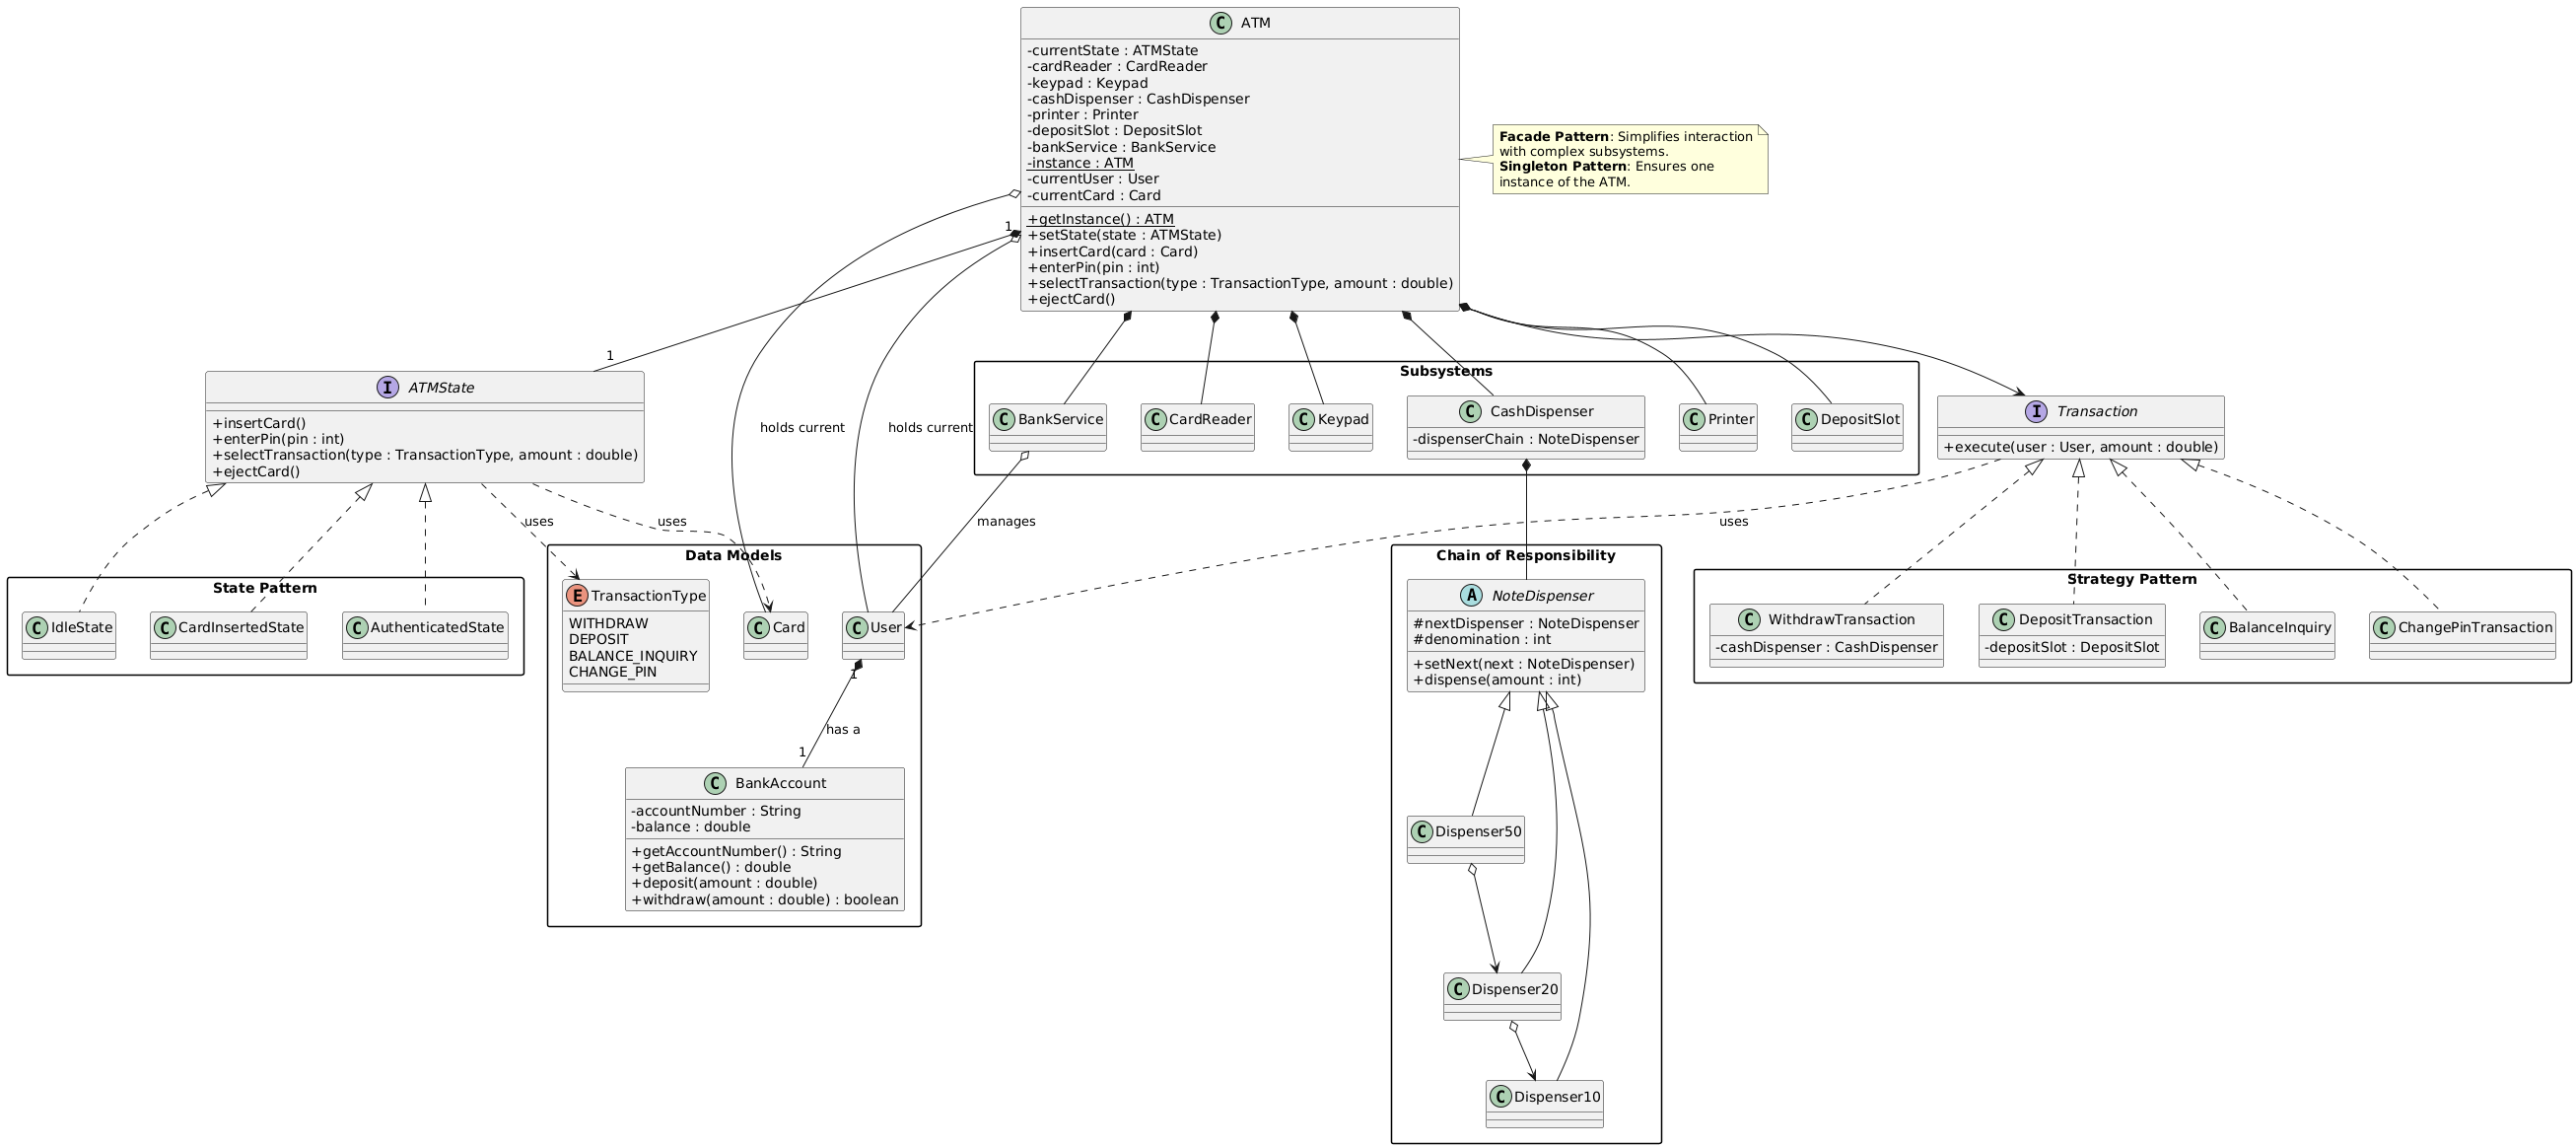 C ATM
-currentState : ATMState
-cardReader : CardReader
-keypad : Keypad
-cashDispenser : CashDispenser
-printer : Printer
-depositSlot : DepositSlot
-bankService : BankService
-instance : ATM
-currentUser : User
-currentCard : Card
+getInstance() : ATM
+setState(state : ATMState)
+insertCard(card : Card)
+enterPin(pin : int)
+selectTransaction(type : TransactionType, amount : double)
+ejectCard()
Facade Pattern: Simplifies interaction
with complex subsystems.
Singleton Pattern: Ensures one
instance of the ATM.
1
1
I ATMState
+insertCard()
+enterPin(pin : int)
+selectTransaction(type : TransactionType, amount : double)
+ejectCard()
holds current
holds current
Subsystems
C BankService
C CardReader
C Keypad
C CashDispenser
-dispenserChain : NoteDispenser
C Printer
C DepositSlot
I Transaction
+execute(user : User, amount : double)
uses
uses
manages
uses
State Pattern
C IdleState
C CardInsertedState
C AuthenticatedState
Data Models
E TransactionType
WITHDRAW
DEPOSIT
BALANCE_INQUIRY
CHANGE_PIN
C Card
C User
1
has a
1
C BankAccount
-accountNumber : String
-balance : double
+getAccountNumber() : String
+getBalance() : double
+deposit(amount : double)
+withdraw(amount : double) : boolean
Chain of Responsibility
A NoteDispenser
#nextDispenser : NoteDispenser
#denomination : int
+setNext(next : NoteDispenser)
+dispense(amount : int)
C Dispenser50
C Dispenser20
C Dispenser10
Strategy Pattern
C WithdrawTransaction
-cashDispenser : CashDispenser
C DepositTransaction
-depositSlot : DepositSlot
C BalanceInquiry
C ChangePinTransaction